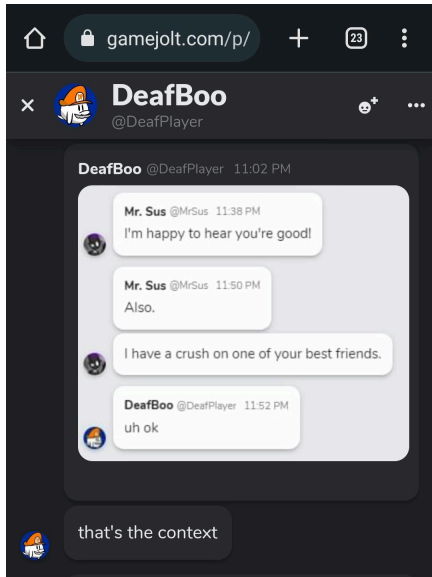 gamejolt.com/p/
23
DeafBoo
@DeafPlayer
DeafBoo @DeafPlayer 11:02 PM
Mr. Sus @MrSus 11:38 PM
I'm happy to hear you're good!
Mr. Sus @MrSus 11:50 PM
Also.
I have a crush on one of your best friends.
DeafBoo @DeafPlayer 11:52 PM
uh ok
that's the context